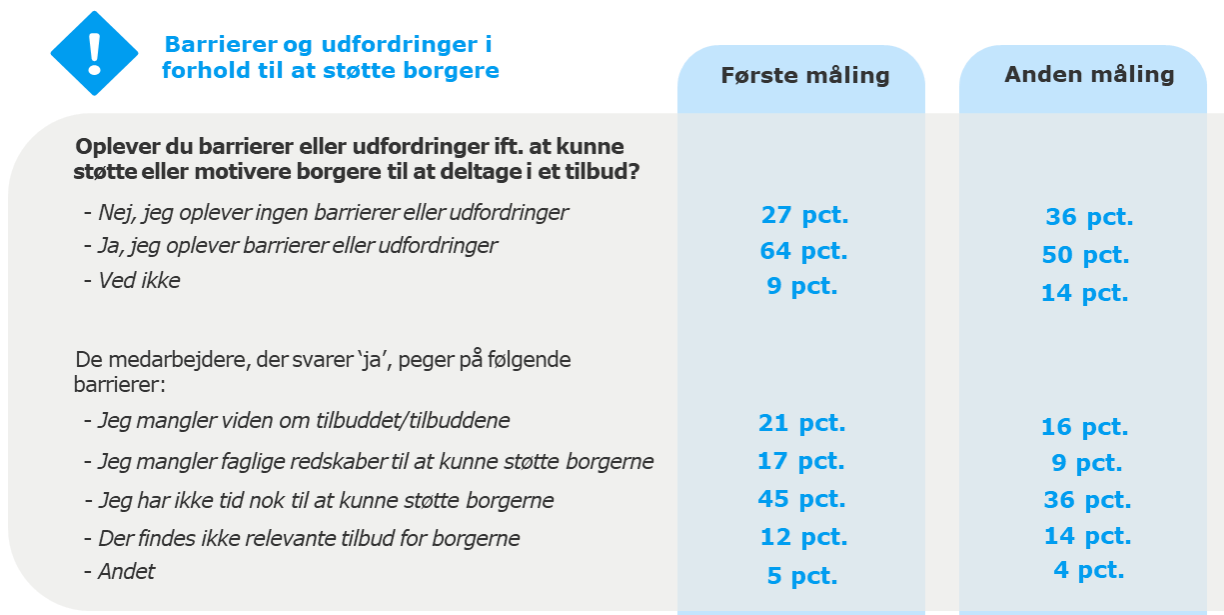 !
Barrierer og udfordringer i
forhold til at støtte borgere
Første måling
Anden måling
Oplever du barrierer eller udfordringer ift. at kunne
støtte eller motivere borgere til at deltage i et tilbud?
- Nej, jeg oplever ingen barrierer eller udfordringer 27 pct. 36 pct.
- Ja, jeg oplever barrierer eller udfordringer 64 pct. 50 pct.
- Ved ikke 9 pct. 14 pct.
De medarbejdere, der svarer ‘ja’, peger på følgende
barrierer:
- Jeg mangler viden om tilbuddet/tilbuddene 21 pct. 16 pct.
- Jeg mangler faglige redskaber til at kunne støtte borgerne 17 pct. 9 pct.
- Jeg har ikke tid nok til at kunne støtte borgerne 45 pct. 36 pct.
- Der findes ikke relevante tilbud for borgerne 12 pct. 14 pct.
- Andet 5 pct. 4 pct.